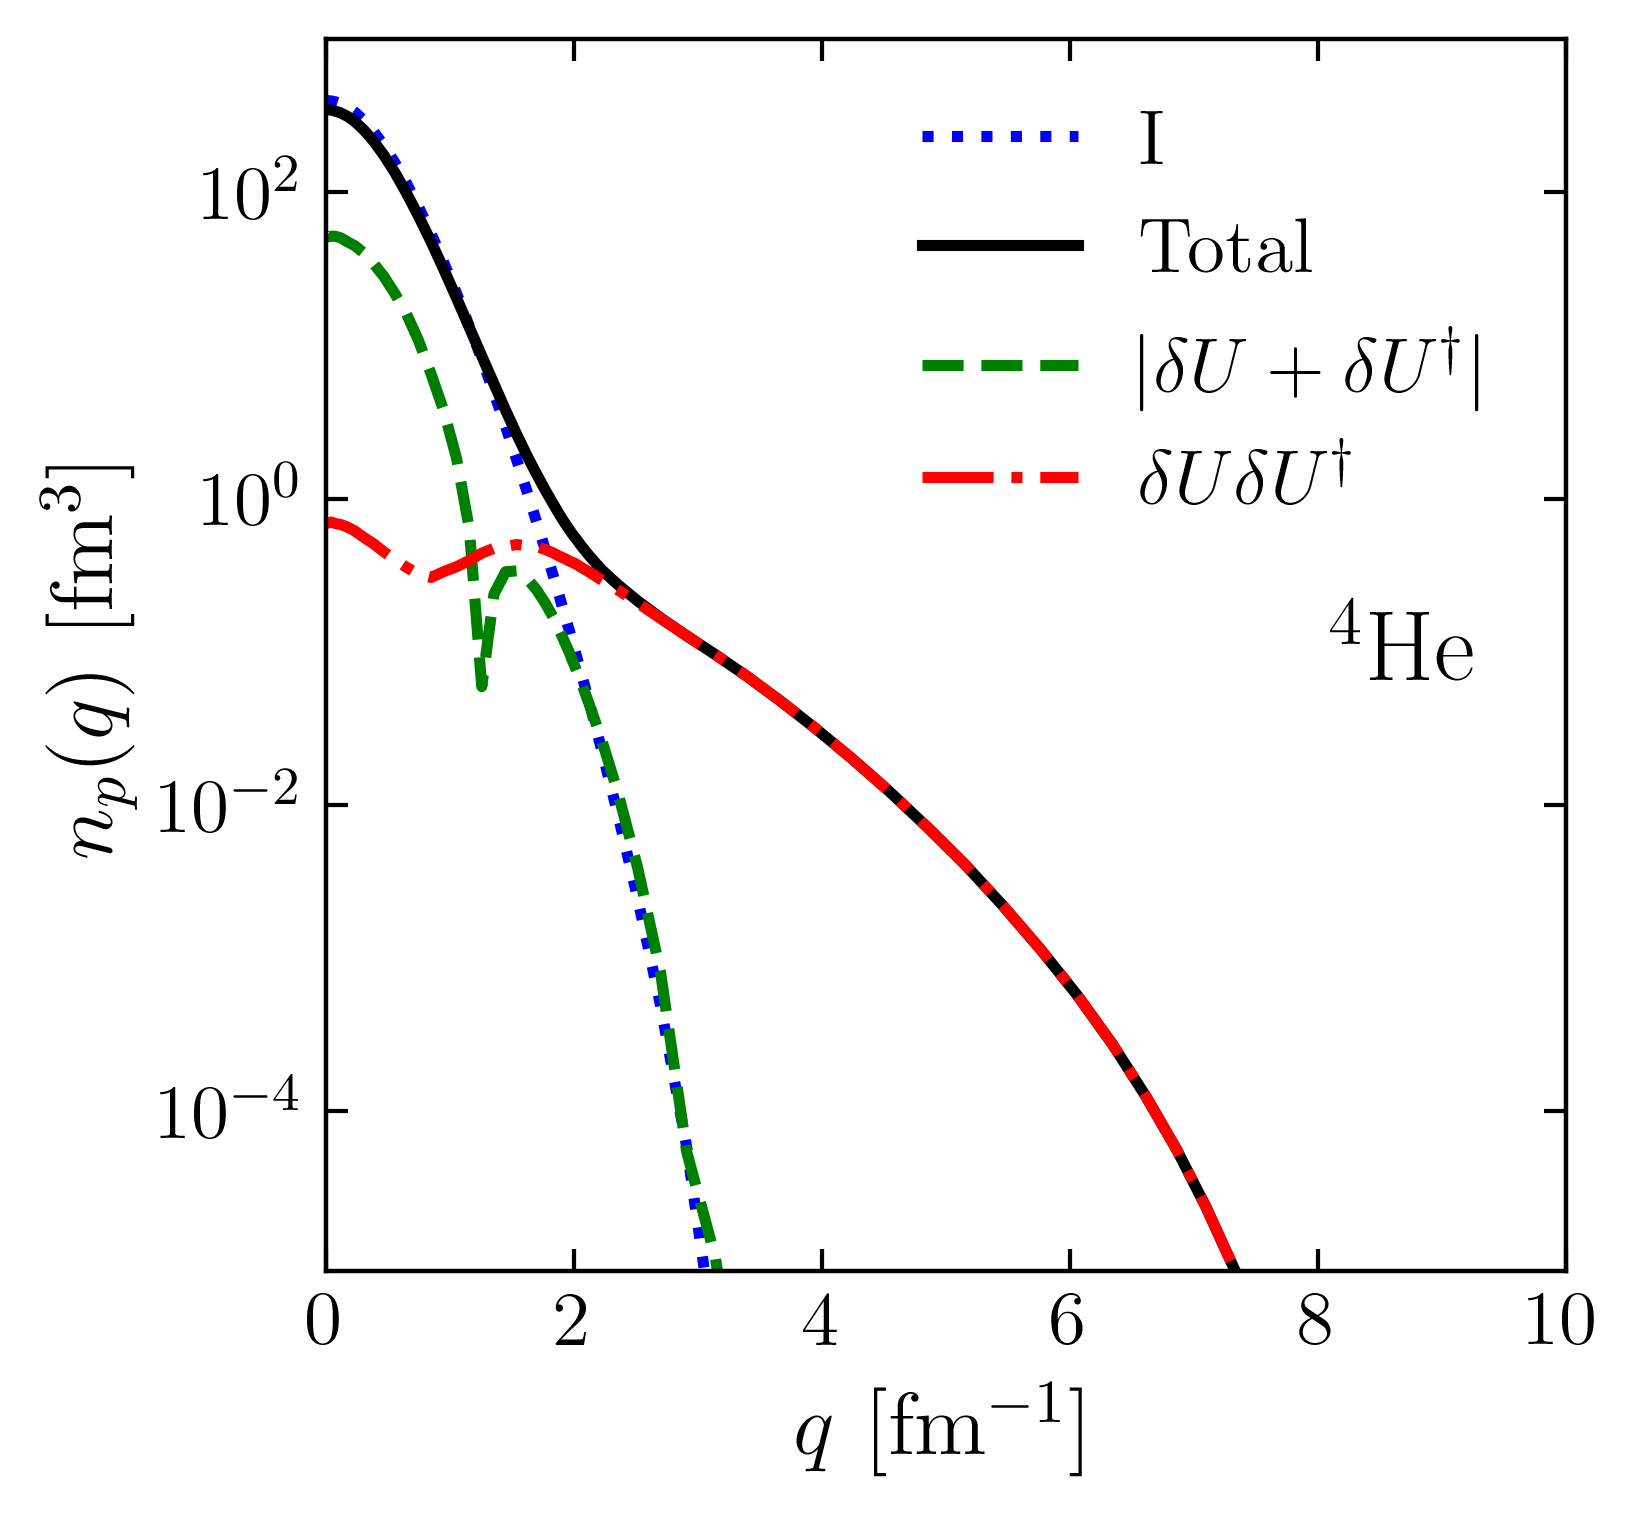 I
Total
|δU + δU†|
δUδU†
⁴He
n_p(q) [fm³]
10²
10⁰
10⁻²
10⁻⁴
0 2 4 6 8 10
q [fm⁻¹]